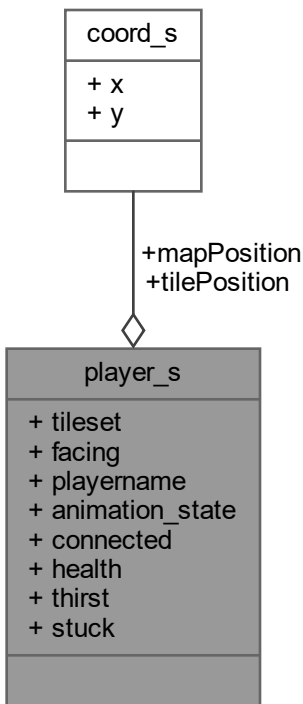 coord_s
+ x
+ y
+mapPosition
+tilePosition
player_s
+ tileset
+ facing
+ playername
+ animation_state
+ connected
+ health
+ thirst
+ stuck